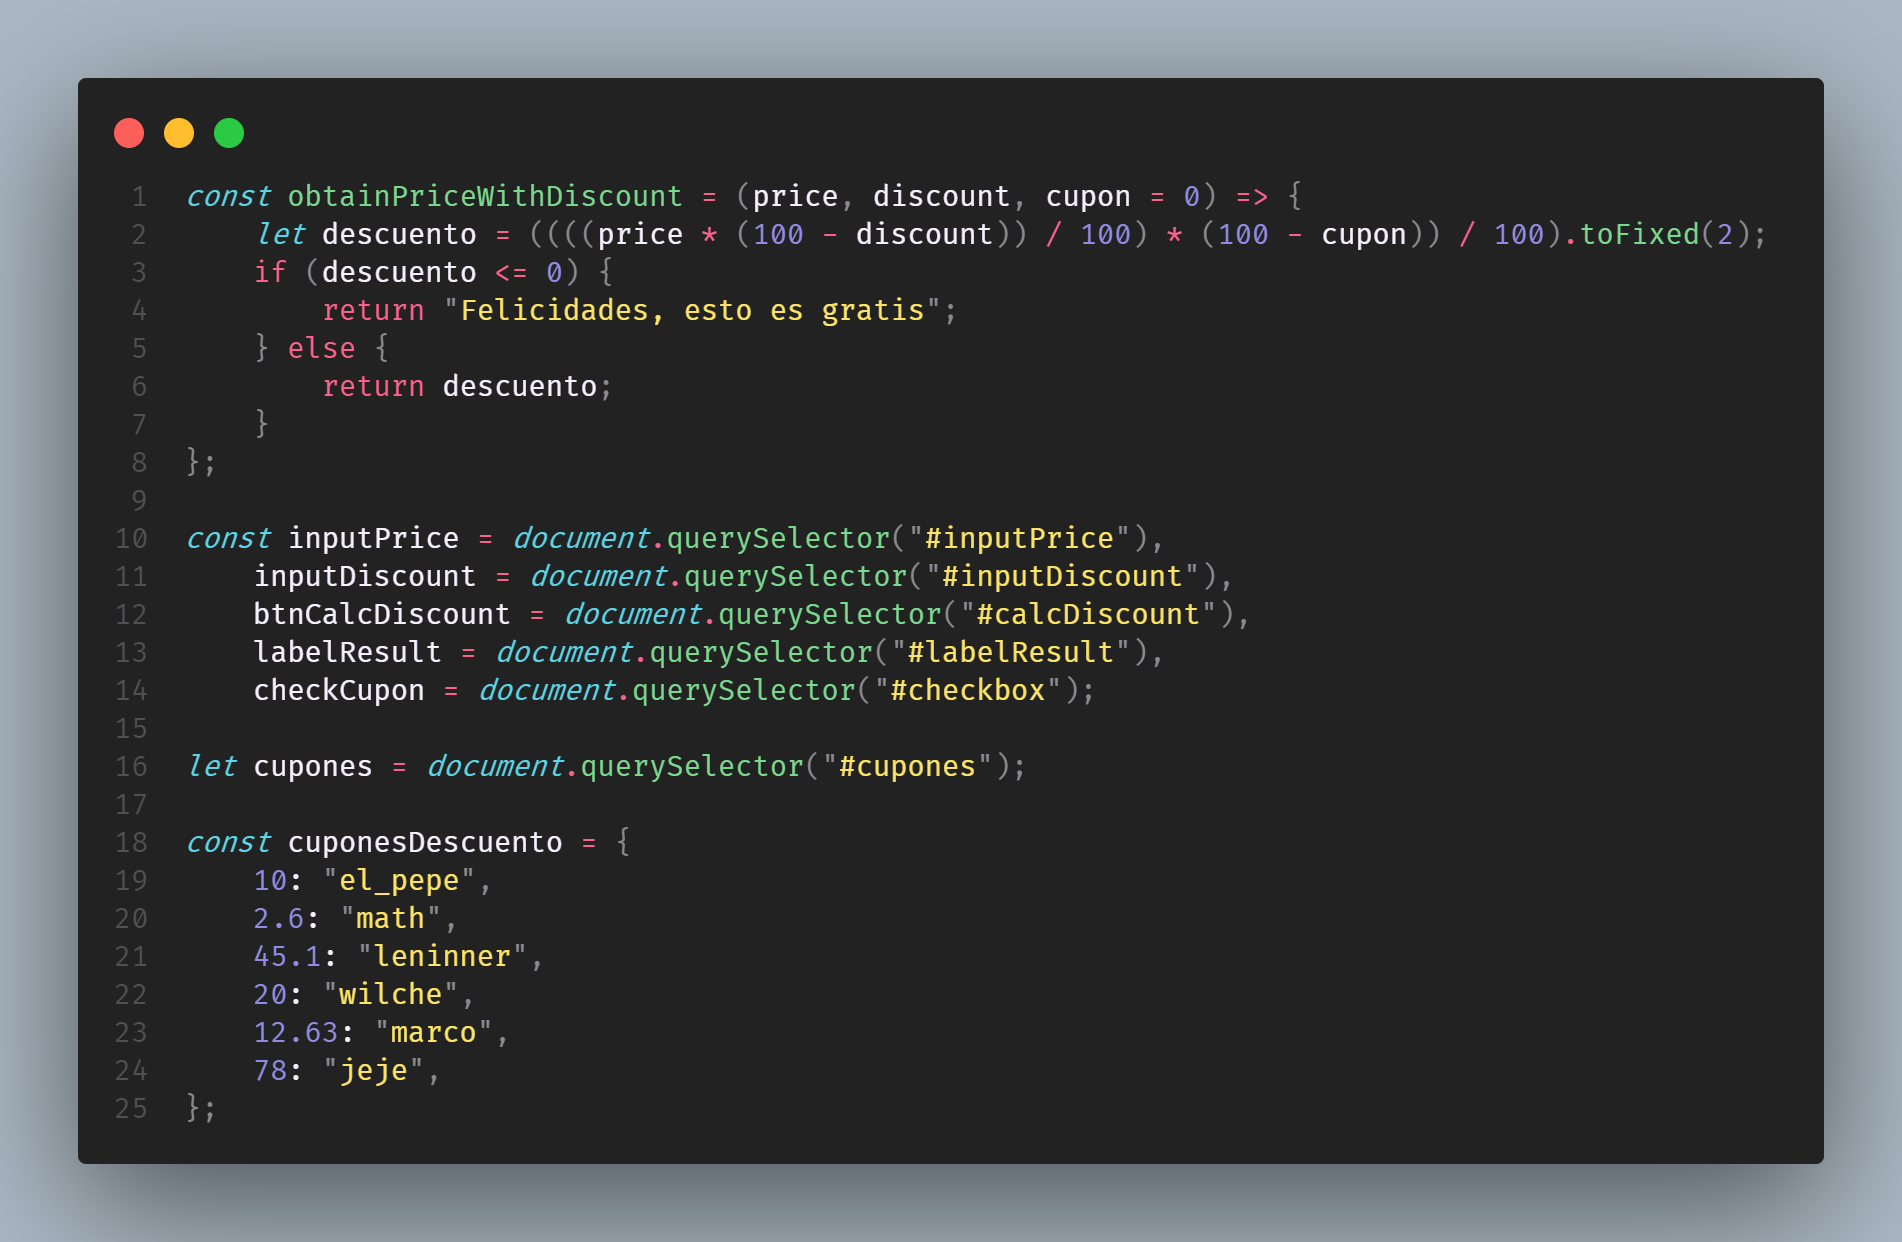 1 const obtainPriceWithDiscount = (price, discount, cupon = 0) => {
2     let descuento = ((((price * (100 - discount)) / 100) * (100 - cupon)) / 100).toFixed(2);
3     if (descuento <= 0) {
4         return "Felicidades, esto es gratis";
5     } else {
6         return descuento;
7     }
8 };
9
10 const inputPrice = document.querySelector("#inputPrice"),
11     inputDiscount = document.querySelector("#inputDiscount"),
12     btnCalcDiscount = document.querySelector("#calcDiscount"),
13     labelResult = document.querySelector("#labelResult"),
14     checkCupon = document.querySelector("#checkbox");
15
16 let cupones = document.querySelector("#cupones");
17
18 const cuponesDescuento = {
19     10: "el_pepe",
20     2.6: "math",
21     45.1: "leninner",
22     20: "wilche",
23     12.63: "marco",
24     78: "jeje",
25 };